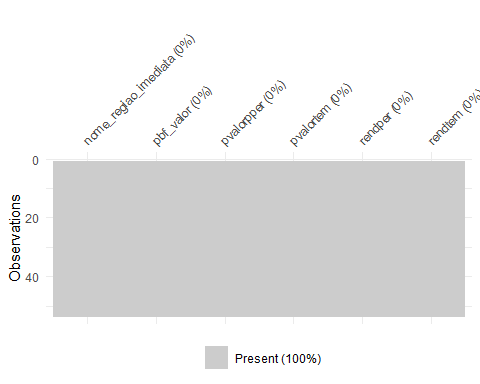 nome_regiao_imediata (0%)
pbf_valor (0%)
pvalorpper (0%)
pvalortem (0%)
rendper (0%)
rendtem (0%)
Observations
0
20
40
Present (100%)